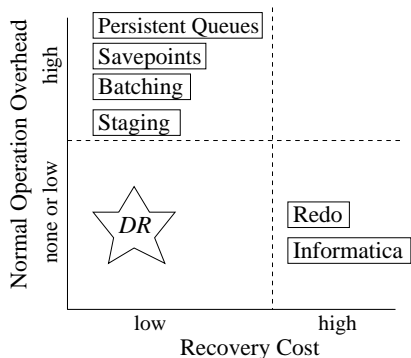 Normal Operation Overhead
high
none or low
Persistent Queues
Savepoints
Batching
Staging
DR
Redo
Informatica
low
high
Recovery Cost